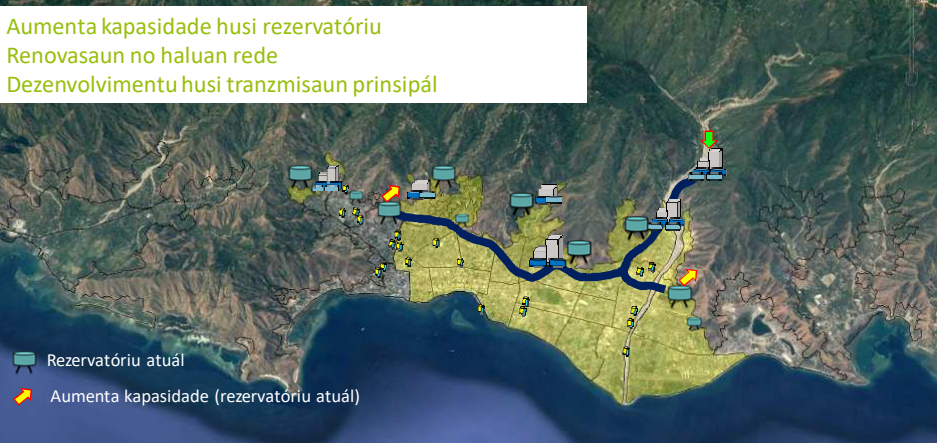 Aumenta kapasidade husi rezervatóriu
Renovasaun no haluan rede
Dezenvolvimentu husi tranzmisaun prinsipál
Rezervatóriu atuál
Aumenta kapasidade (rezervatóriu atuál)